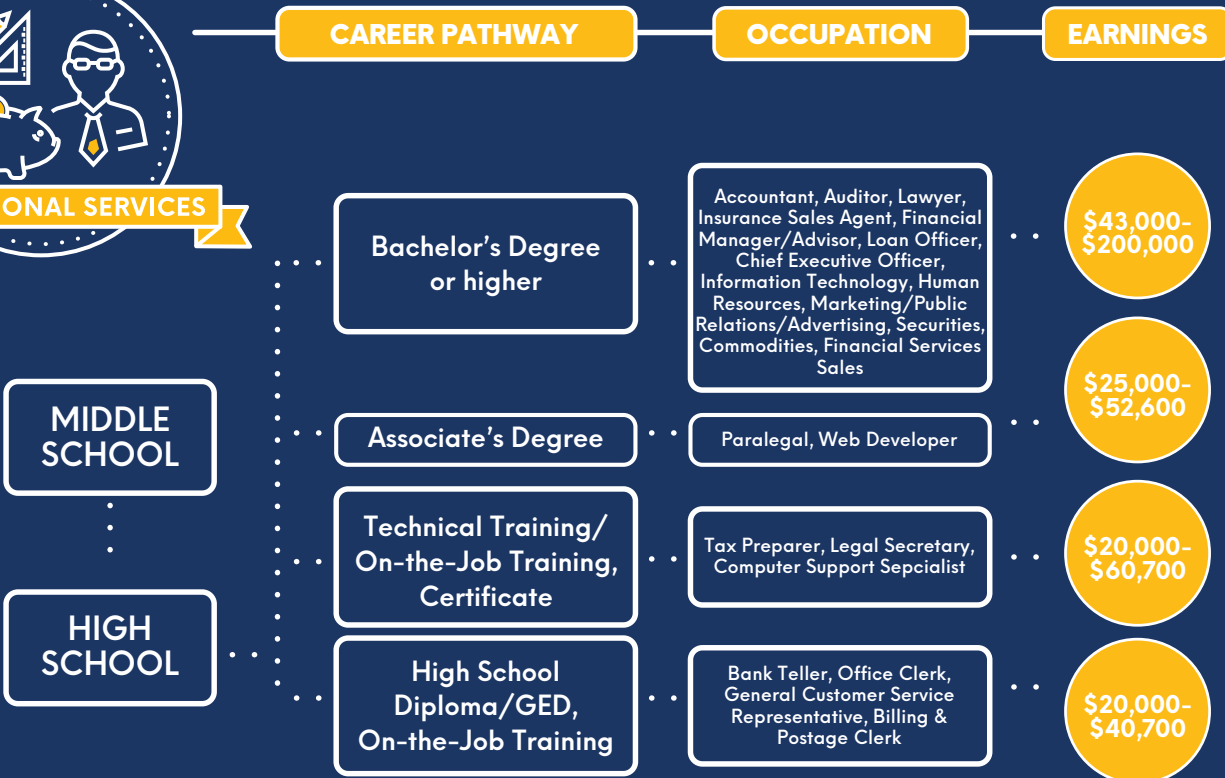 CAREER PATHWAY
OCCUPATION
EARNINGS
ONAL SERVICES
Bachelor's Degree
or higher
Accountant, Auditor, Lawyer,
Insurance Sales Agent, Financial
Manager/Advisor, Loan Officer,
Chief Executive Officer,
Information Technology, Human
Resources, Marketing/Public
Relations/Advertising, Securities,
Commodities, Financial Services
Sales
$43,000-
$200,000
MIDDLE
SCHOOL
Associate's Degree
Paralegal, Web Developer
$25,000-
$52,600
Technical Training/
On-the-Job Training,
Certificate
Tax Preparer, Legal Secretary,
Computer Support Sepcialist
$20,000-
$60,700
HIGH
SCHOOL
High School
Diploma/GED,
On-the-Job Training
Bank Teller, Office Clerk,
General Customer Service
Representative, Billing &
Postage Clerk
$20,000-
$40,700